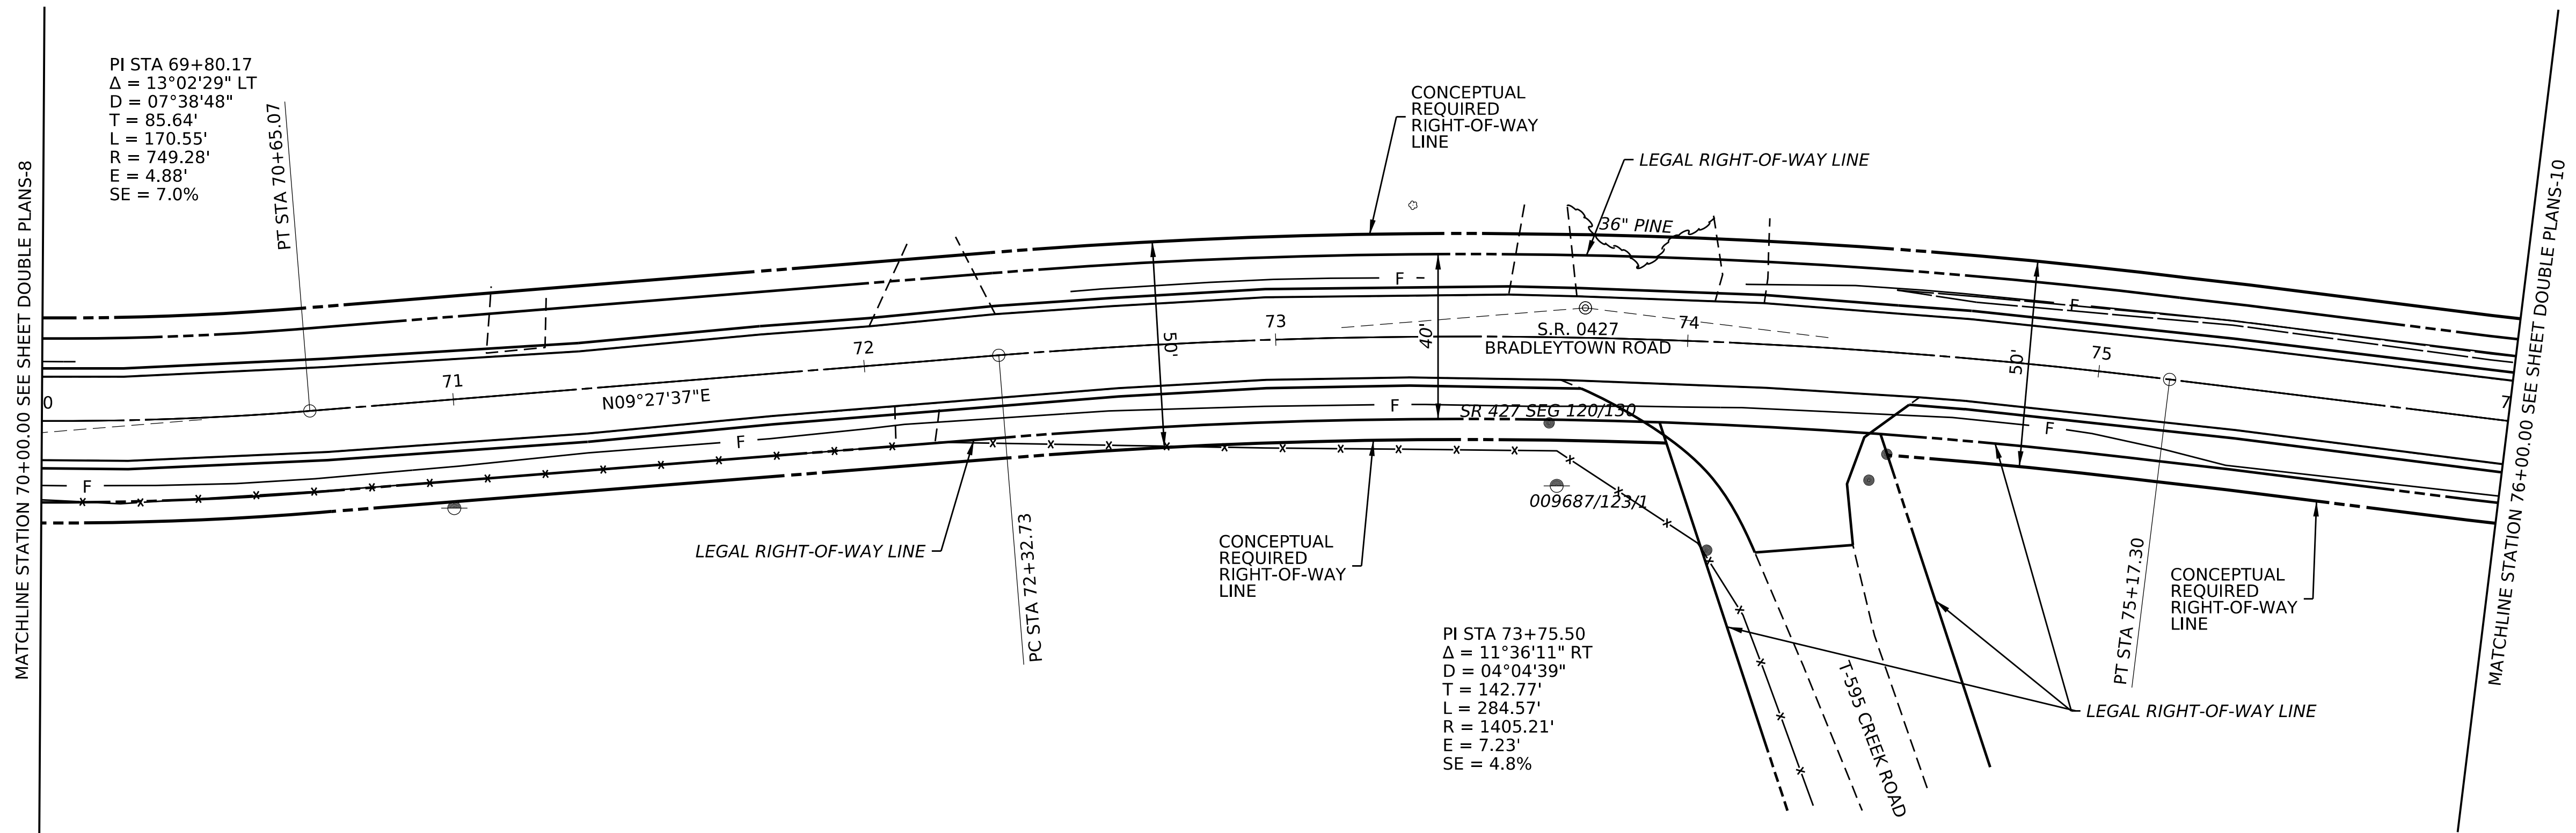 MATCHLINE STATION 70+00.00 SEE SHEET DOUBLE PLANS-8
PI STA 69+80.17
Δ = 13°02'29" LT
D = 07°38'48"
T = 85.64'
L = 170.55'
R = 749.28'
E = 4.88'
SE = 7.0%
PT STA 70+65.07
CONCEPTUAL
REQUIRED
RIGHT-OF-WAY
LINE
LEGAL RIGHT-OF-WAY LINE
36" PINE
F
F
0
71
N09°27'37"E
72
73
50'
40'
S.R. 0427
BRADLEYTOWN ROAD
74
50'
75
7
F
F
F
SR 427 SEG 120/130
F
009687/123/1
LEGAL RIGHT-OF-WAY LINE
PC STA 72+32.73
CONCEPTUAL
REQUIRED
RIGHT-OF-WAY
LINE
PI STA 73+75.50
Δ = 11°36'11" RT
D = 04°04'39"
T = 142.77'
L = 284.57'
R = 1405.21'
E = 7.23'
SE = 4.8%
T-595 CREEK ROAD
LEGAL RIGHT-OF-WAY LINE
PT STA 75+17.30
CONCEPTUAL
REQUIRED
RIGHT-OF-WAY
LINE
MATCHLINE STATION 76+00.00 SEE SHEET DOUBLE PLANS-10